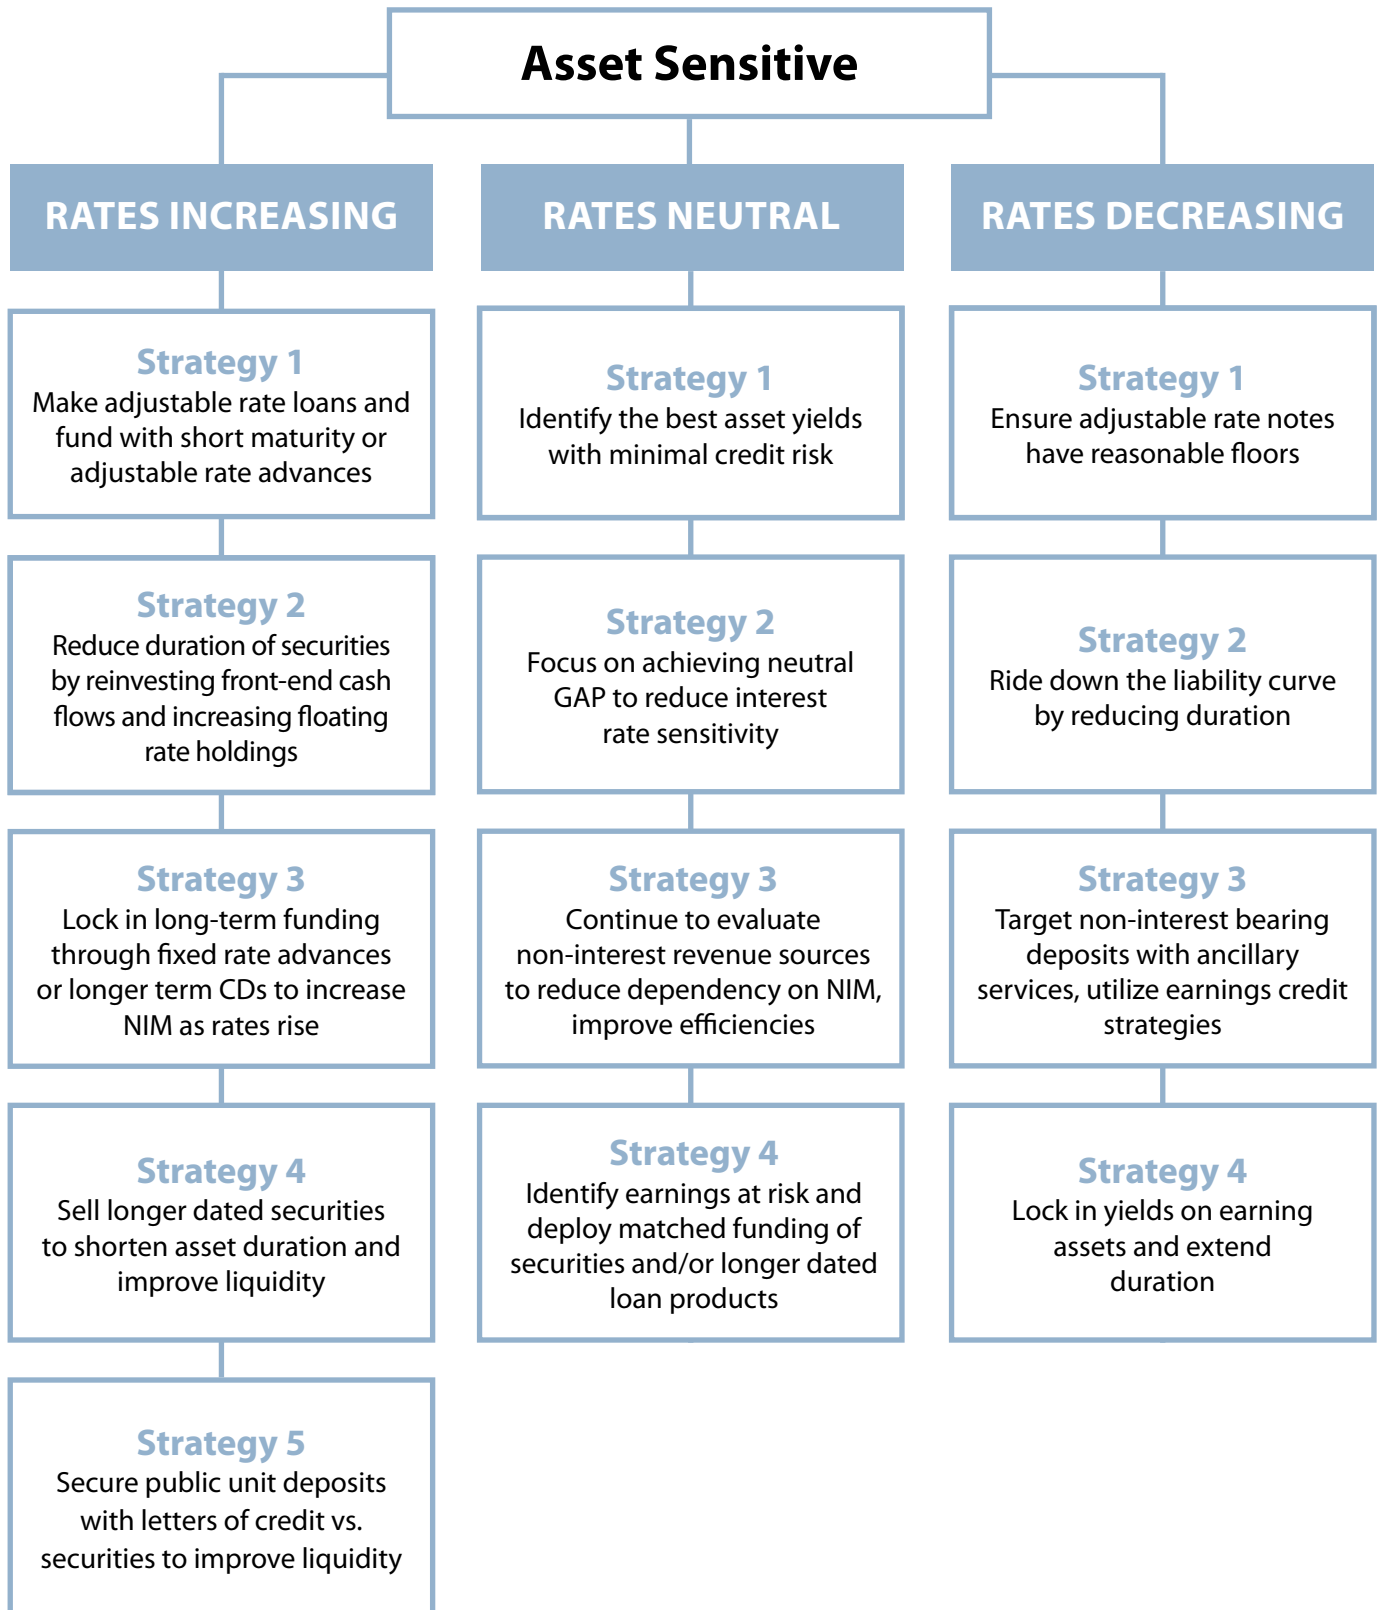 Asset Sensitive
RATES INCREASING
Strategy 1
Make adjustable rate loans and
fund with short maturity or
adjustable rate advances
Strategy 2
Reduce duration of securities
by reinvesting front-end cash
flows and increasing floating
rate holdings
Strategy 3
Lock in long-term funding
through fixed rate advances
or longer term CDs to increase
NIM as rates rise
Strategy 4
Sell longer dated securities
to shorten asset duration and
improve liquidity
Strategy 5
Secure public unit deposits
with letters of credit vs.
securities to improve liquidity
RATES NEUTRAL
Strategy 1
Identify the best asset yields
with minimal credit risk
Strategy 2
Focus on achieving neutral
GAP to reduce interest
rate sensitivity
Strategy 3
Continue to evaluate
non-interest revenue sources
to reduce dependency on NIM,
improve efficiencies
Strategy 4
Identify earnings at risk and
deploy matched funding of
securities and/or longer dated
loan products
RATES DECREASING
Strategy 1
Ensure adjustable rate notes
have reasonable floors
Strategy 2
Ride down the liability curve
by reducing duration
Strategy 3
Target non-interest bearing
deposits with ancillary
services, utilize earnings credit
strategies
Strategy 4
Lock in yields on earning
assets and extend
duration